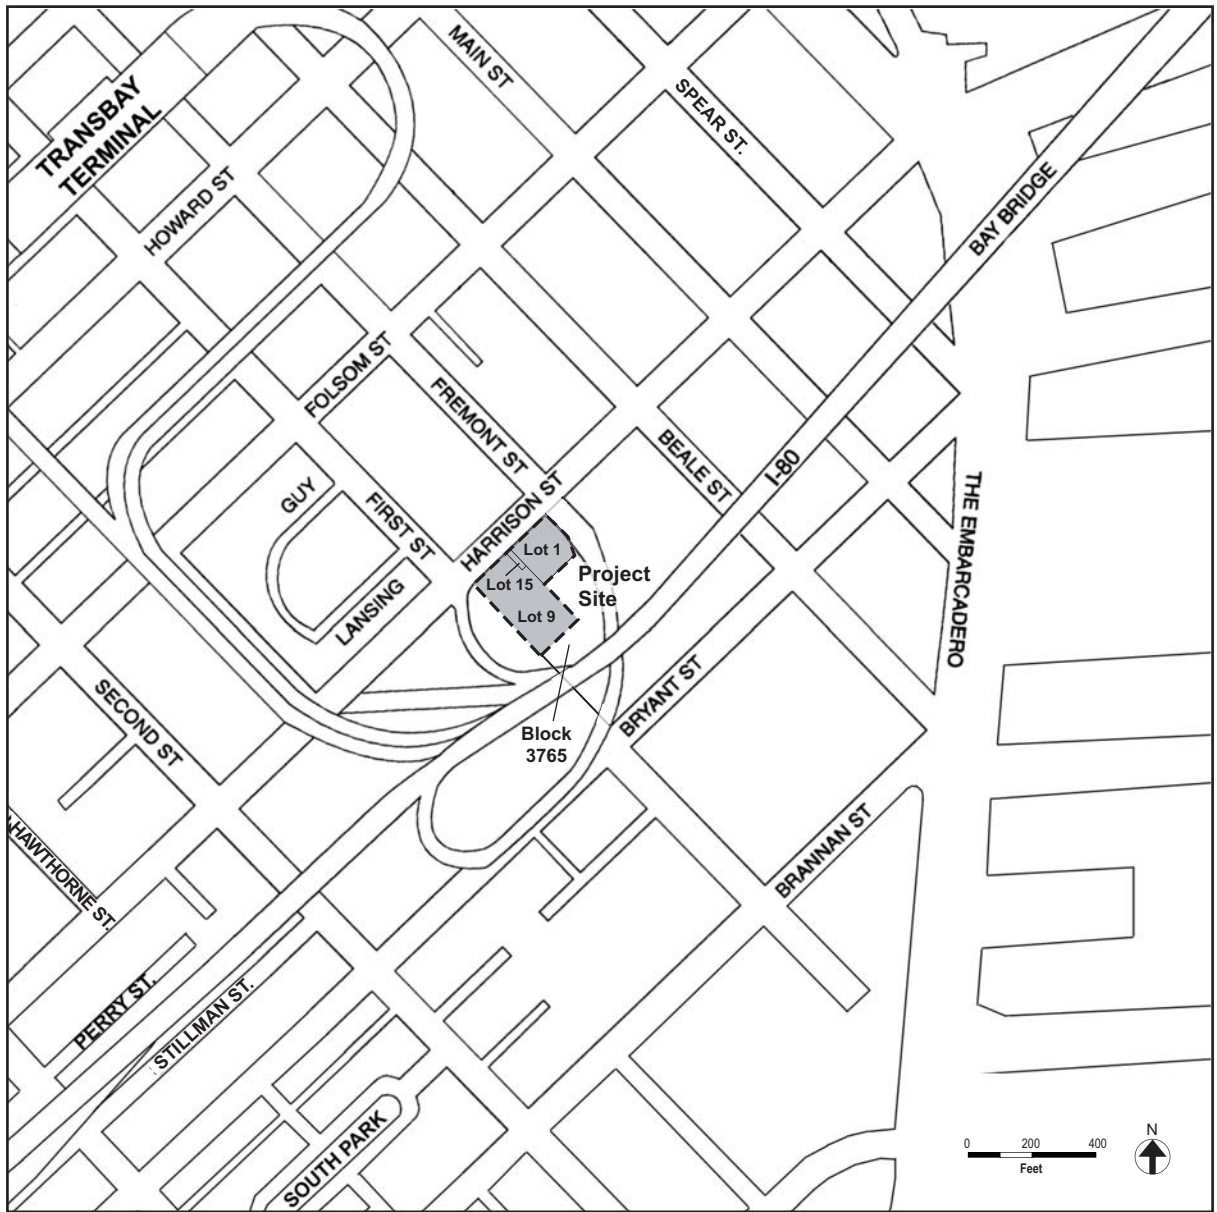 MAIN ST
SPEAR ST.
TRANSBAY
TERMINAL
HOWARD ST
BAY BRIDGE
FOLSOM ST
FREMONT ST
BEALE ST
I-80
GUY
FIRST ST
HARRISON ST
THE EMBARCADERO
Lot 1
Project
Site
Lot 15
Lot 9
LANSING
SECOND ST
BRYANT ST
Block
3765
HAWTHORNE ST.
BRANNAN ST
PERRY ST.
STILLMAN ST.
SOUTH PARK
0 200 400
Feet
N